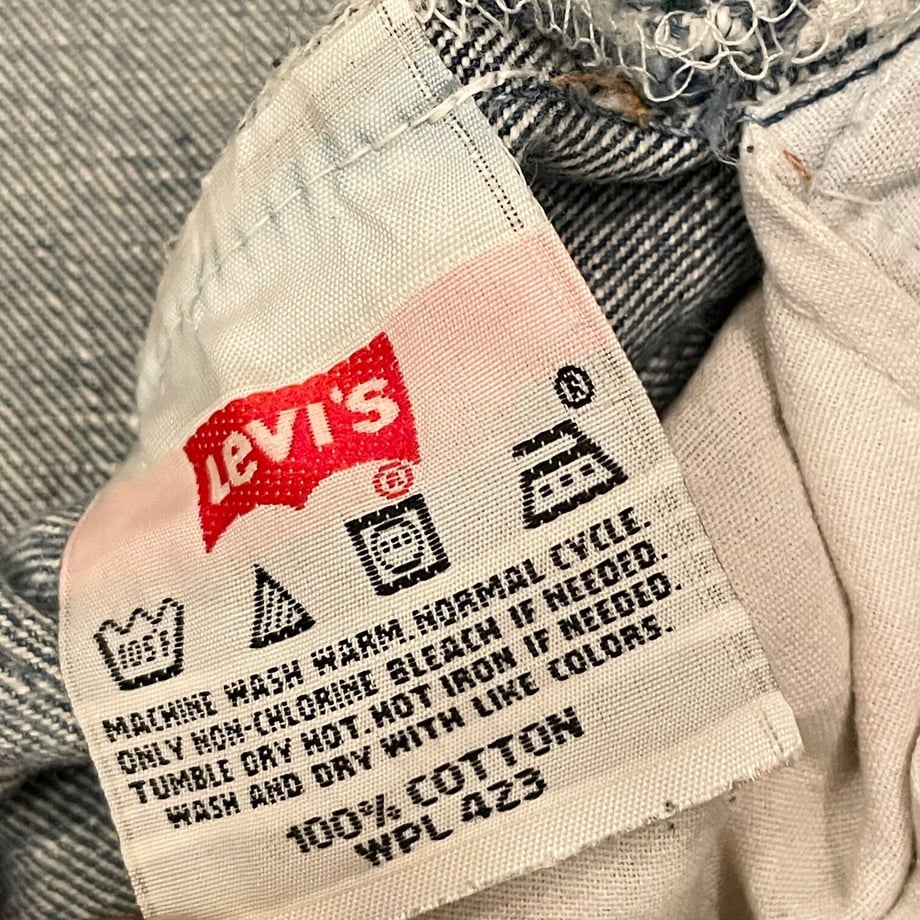 LEVI'S
®
®
105F
MACHINE WASH WARM. NORMAL CYCLE.
ONLY NON-CHLORINE BLEACH IF NEEDED.
TUMBLE DRY HOT. HOT IRON IF NEEDED.
WASH AND DRY WITH LIKE COLORS.
100% COTTON
WPL 423